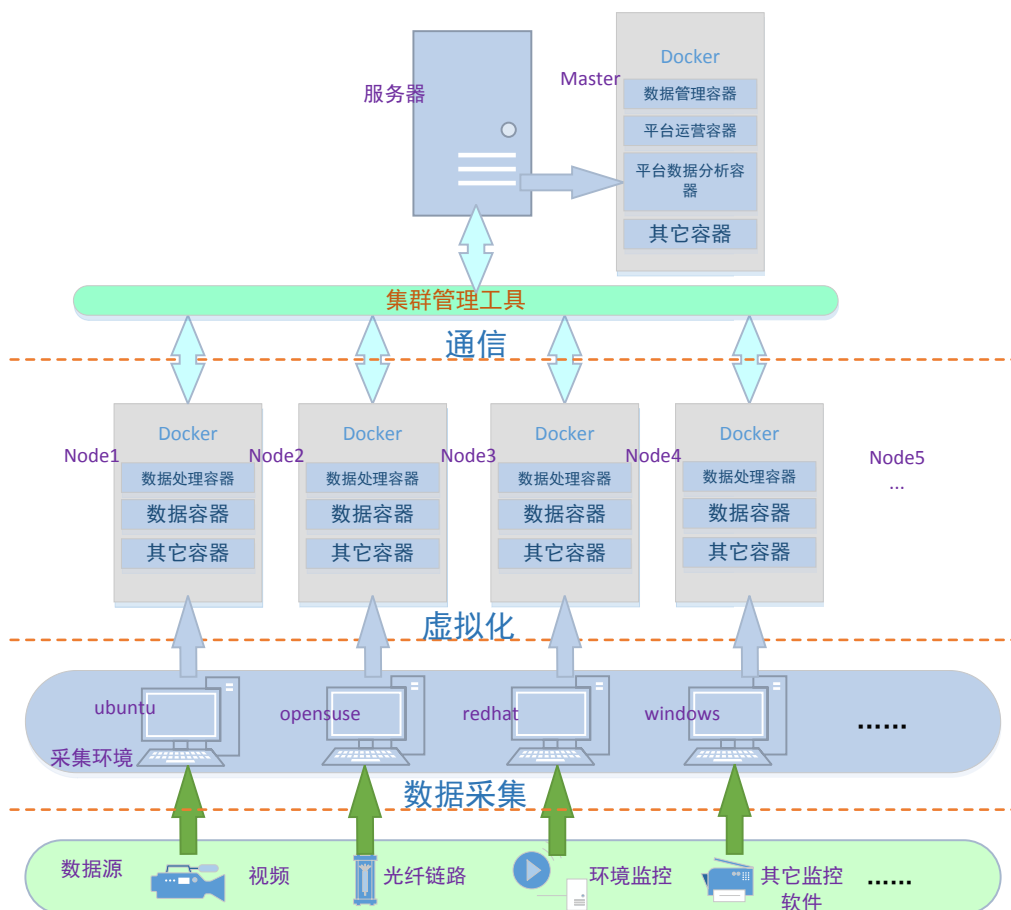 服务器
Master
Docker
数据管理容器
平台运营容器
平台数据分析容
器
其它容器
集群管理工具
通信
Node1
Docker
数据处理容器
数据容器
其它容器
Node2
Docker
数据处理容器
数据容器
其它容器
Node3
Docker
数据处理容器
数据容器
其它容器
Node4
Docker
数据处理容器
数据容器
其它容器
Node5
...
虚拟化
ubuntu
opensuse
redhat
windows
......
采集环境
数据采集
数据源
视频
光纤链路
环境监控
其它监控
软件
......